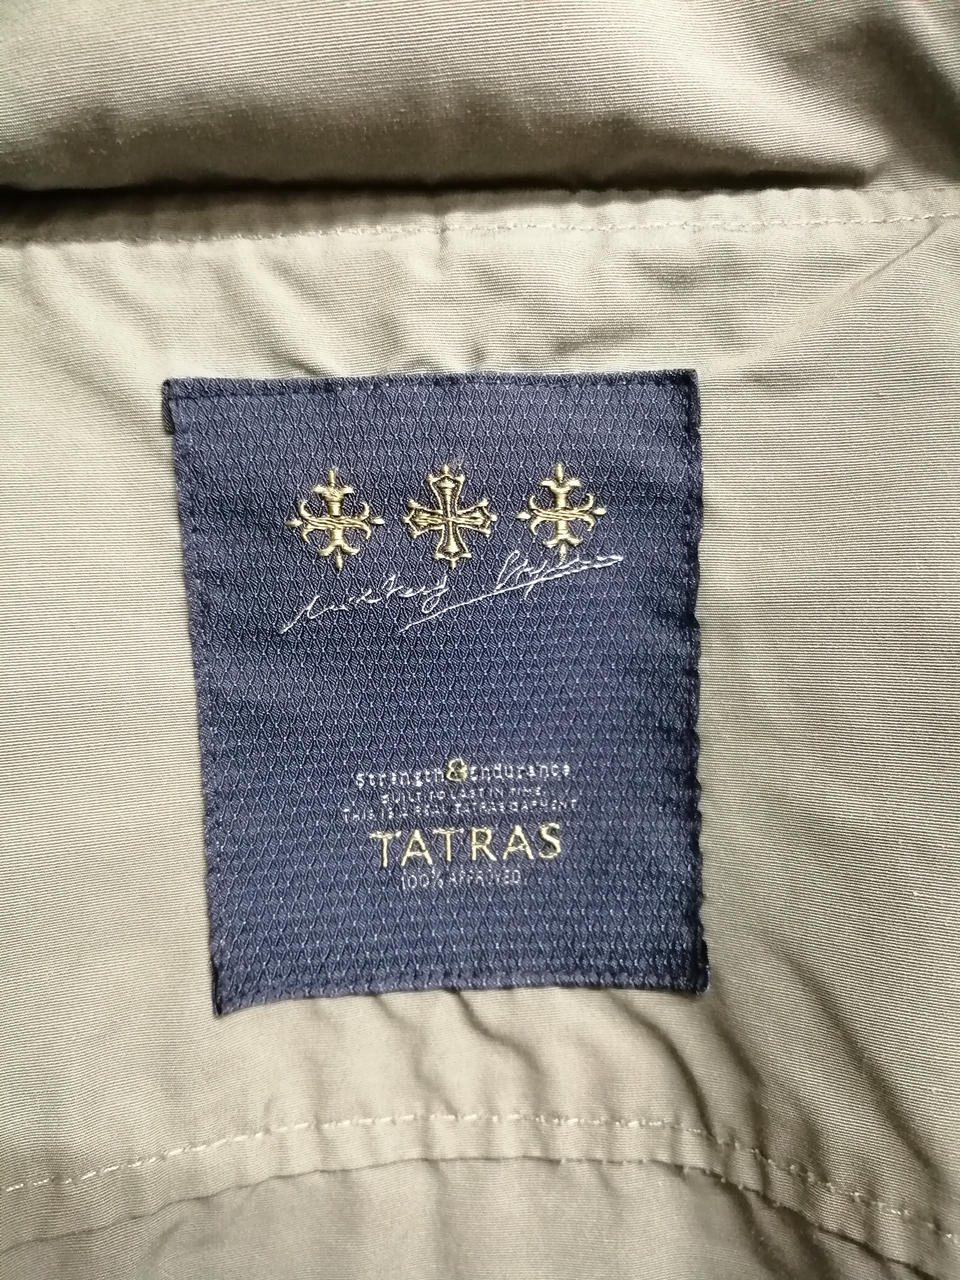 Strength & Endurance
BUILT TO LAST IN TIME.
THIS IS A REAL TATRAS GARMENT
TATRAS
100% APPROVED.